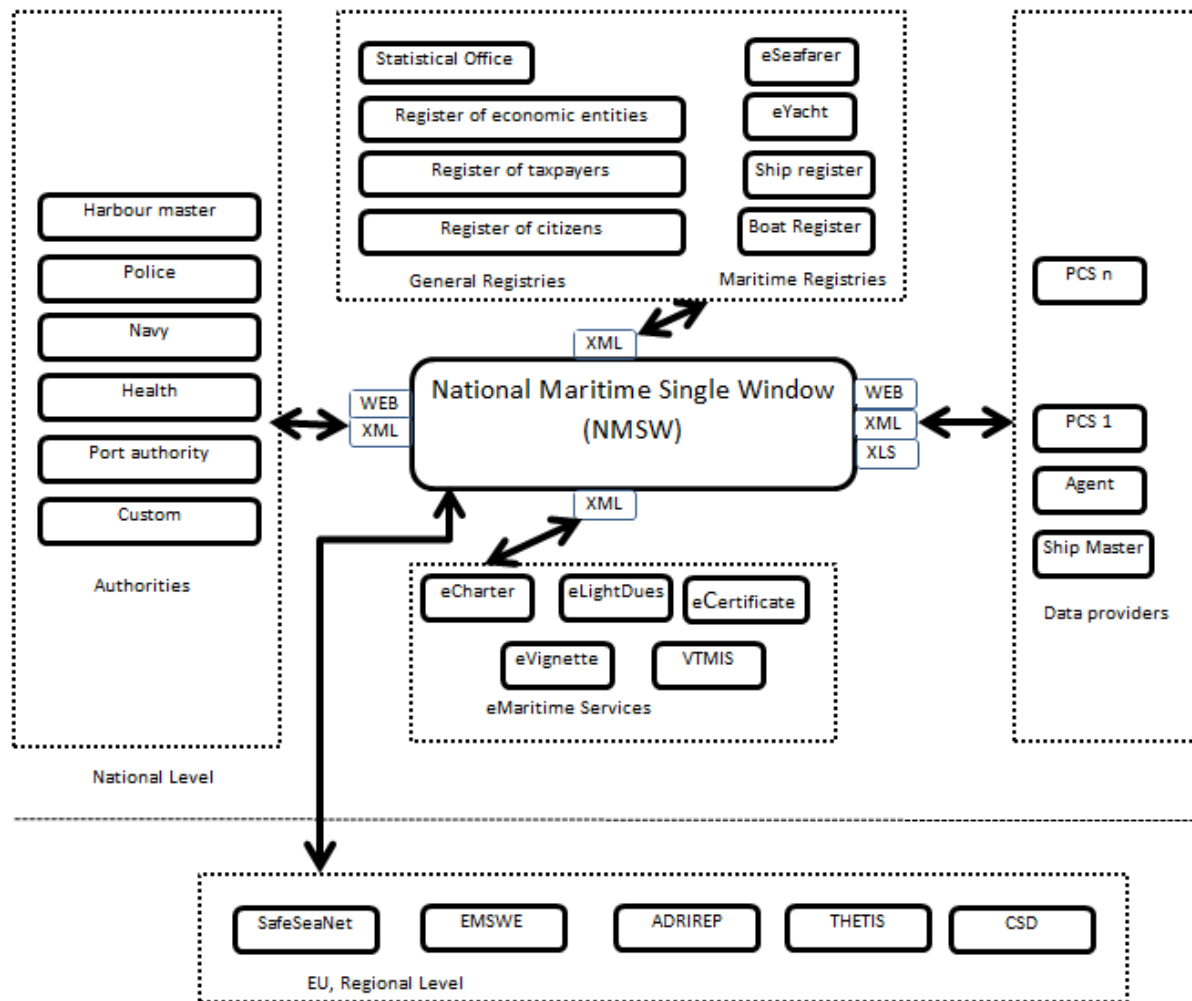 Statistical Office
Register of economic entities
Register of taxpayers
Register of citizens
General Registries
eSeafarer
eYacht
Ship register
Boat Register
Maritime Registries
Harbour master
Police
Navy
Health
Port authority
Custom
Authorities
National Level
XML
WEB
XML
National Maritime Single Window
(NMSW)
WEB
XML
XLS
XML
PCS n
PCS 1
Agent
Ship Master
Data providers
eCharter
eLightDues
eCertificate
eVignette
VTMIS
eMaritime Services
SafeSeaNet
EMSWE
ADRIREP
THETIS
CSD
EU, Regional Level